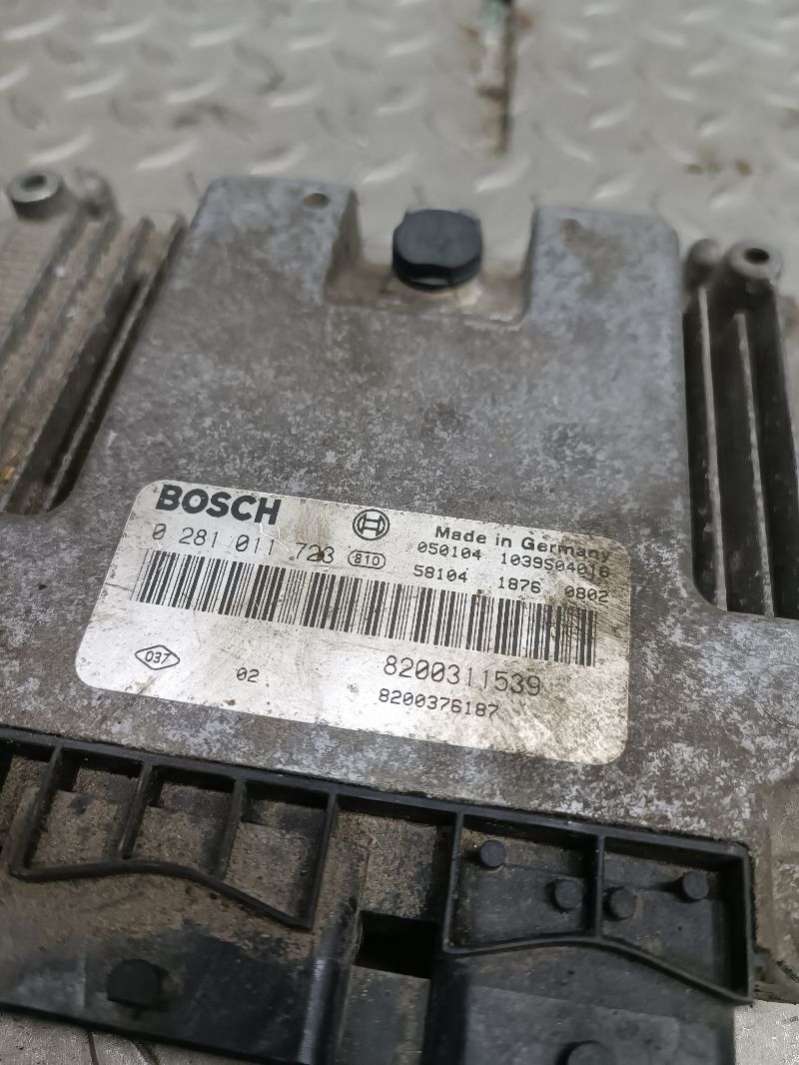 BOSCH
Made in Germany
0 281 011 723 810
050104 1039S04016
58104 1876 0802
037
02
8200311539
8200376187